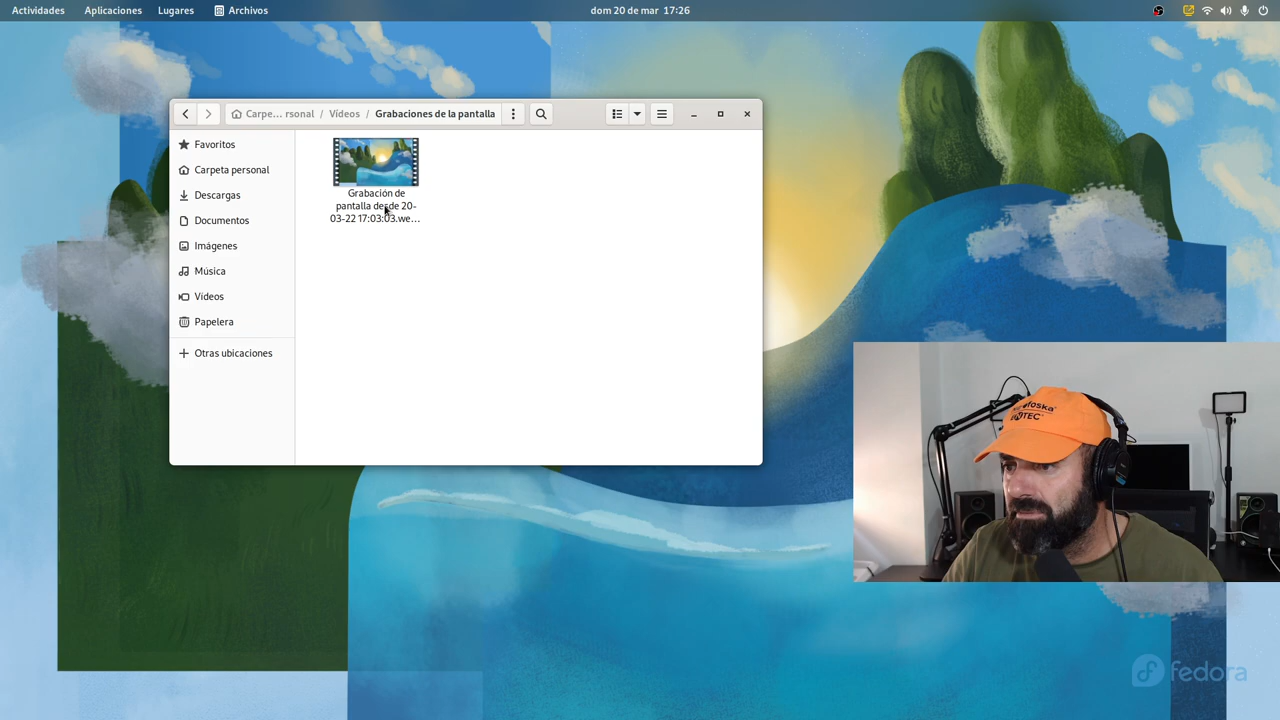 Actividades Aplicaciones Lugares Archivos dom 20 de mar 17:26
Carpe... rsonal / Vídeos / Grabaciones de la pantalla
Favoritos
Carpeta personal
Descargas
Documentos
Imágenes
Música
Vídeos
Papelera
Otras ubicaciones
Grabación de
pantalla desde 20-
03-22 17:03:03.we...
fedora